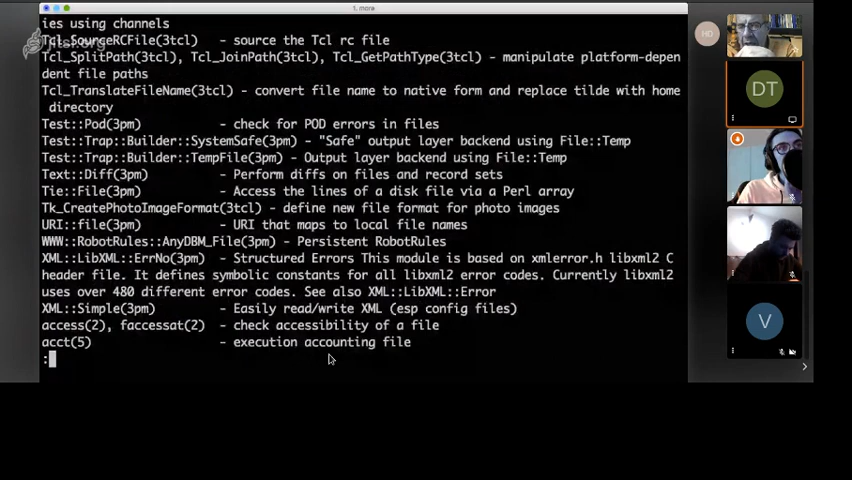 1. more
ies using channels
Tcl_SourceRCFile(3tcl) - source the Tcl rc file
Tcl_SplitPath(3tcl), Tcl_JoinPath(3tcl), Tcl_GetPathType(3tcl) - manipulate platform-depen
dent file paths
Tcl_TranslateFileName(3tcl) - convert file name to native form and replace tilde with home
directory
Test::Pod(3pm) - check for POD errors in files
Test::Trap::Builder::SystemSafe(3pm) - "Safe" output layer backend using File::Temp
Test::Trap::Builder::TempFile(3pm) - Output layer backend using File::Temp
Text::Diff(3pm) - Perform diffs on files and record sets
Tie::File(3pm) - Access the lines of a disk file via a Perl array
Tk_CreatePhotoImageFormat(3tcl) - define new file format for photo images
URI::file(3pm) - URI that maps to local file names
WWW::RobotRules::AnyDBM_File(3pm) - Persistent RobotRules
XML::LibXML::ErrNo(3pm) - Structured Errors This module is based on xmlerror.h libxml2 C
header file. It defines symbolic constants for all libxml2 error codes. Currently libxml2
uses over 480 different error codes. See also XML::LibXML::Error
XML::Simple(3pm) - Easily read/write XML (esp config files)
access(2), faccessat(2) - check accessibility of a file
acct(5) - execution accounting file
:
jitsi.org
HD
DT
V